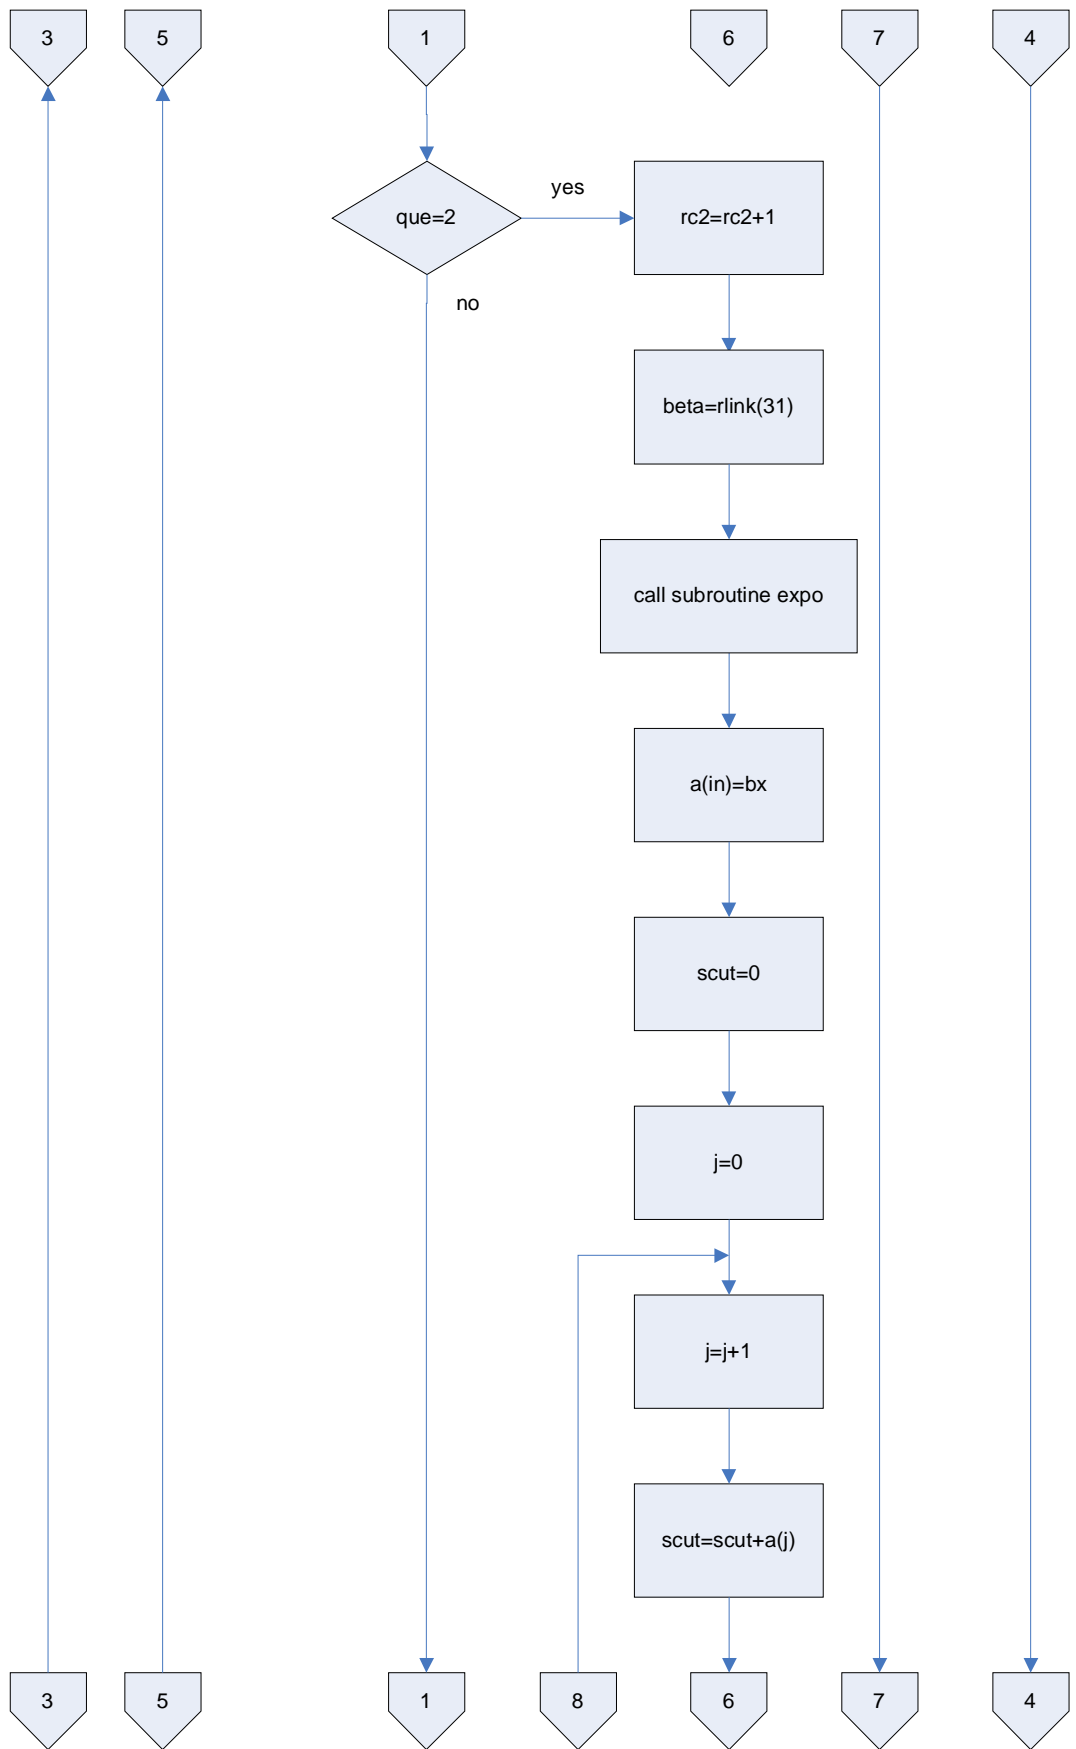 3
5
1
6
7
4
yes
que=2
rc2=rc2+1
no
beta=rlink(31)
call subroutine expo
a(in)=bx
scut=0
j=0
j=j+1
scut=scut+a(j)
3
5
1
8
6
7
4